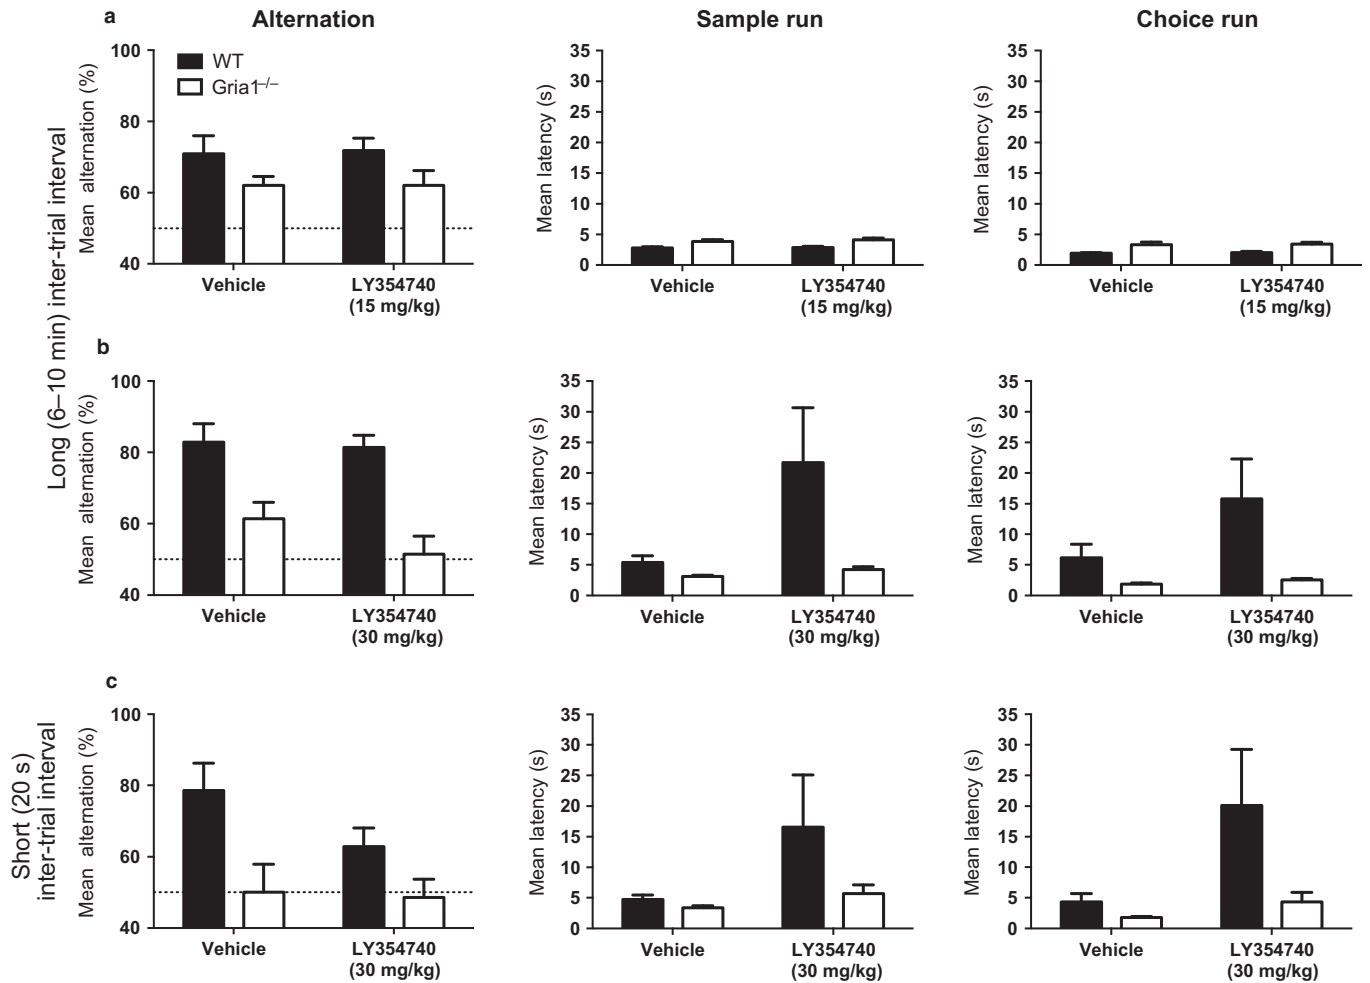 a
Alternation
Sample run
Choice run
Long (6–10 min) inter-trial interval
Mean alternation (%)
100
80
60
40
WT
Gria1–/–
Vehicle
LY354740
(15 mg/kg)
Mean latency (s)
35
30
25
20
15
10
5
0
Vehicle
LY354740
(15 mg/kg)
Mean latency (s)
35
30
25
20
15
10
5
0
Vehicle
LY354740
(15 mg/kg)
b
Mean alternation (%)
100
80
60
40
Vehicle
LY354740
(30 mg/kg)
Mean latency (s)
35
30
25
20
15
10
5
0
Vehicle
LY354740
(30 mg/kg)
Mean latency (s)
35
30
25
20
15
10
5
0
Vehicle
LY354740
(30 mg/kg)
c
Short (20 s)
inter-trial interval
Mean alternation (%)
100
80
60
40
Vehicle
LY354740
(30 mg/kg)
Mean latency (s)
35
30
25
20
15
10
5
0
Vehicle
LY354740
(30 mg/kg)
Mean latency (s)
35
30
25
20
15
10
5
0
Vehicle
LY354740
(30 mg/kg)